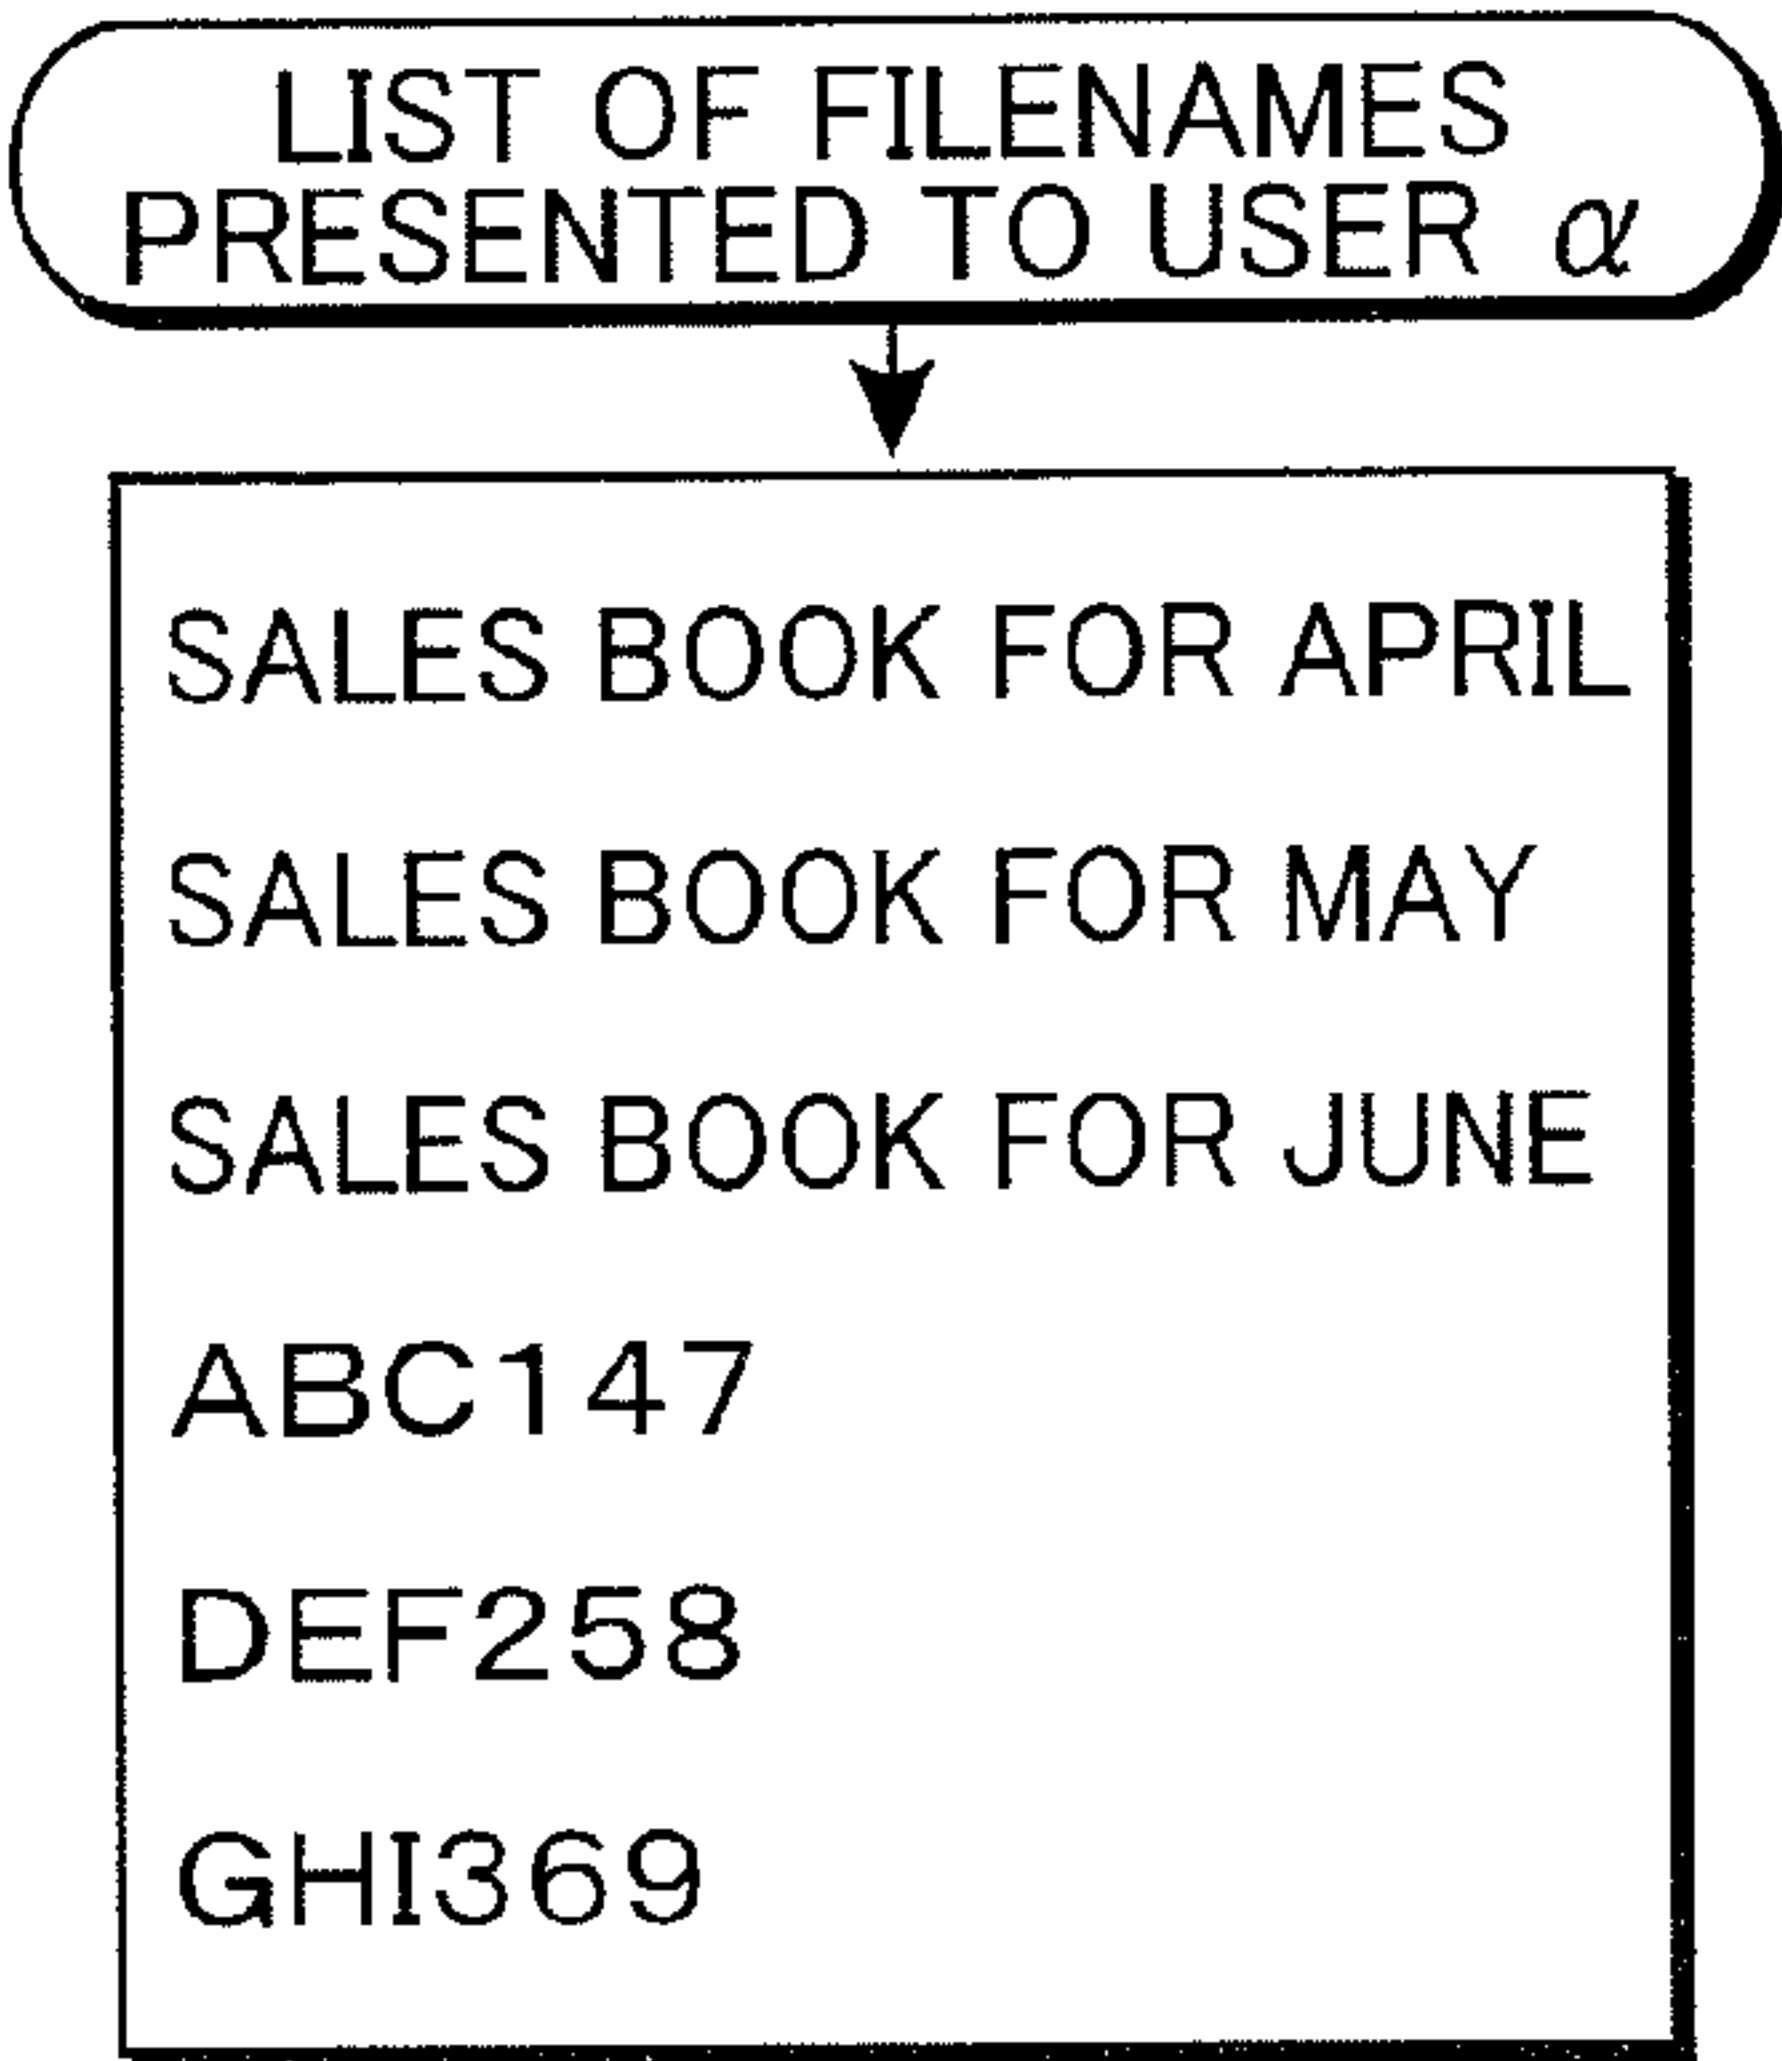 LIST OF FILENAMES
PRESENTED TO USER α
SALES BOOK FOR APRIL
SALES BOOK FOR MAY
SALES BOOK FOR JUNE
ABC147
DEF258
GHI369